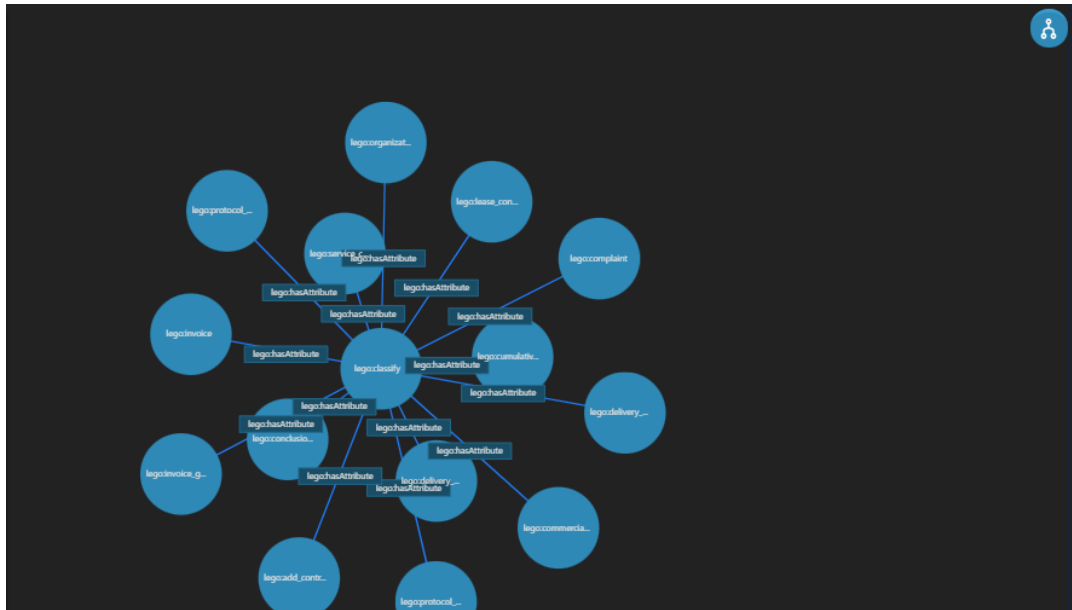 lego:organizat...
lego:lease_con...
lego:protocol_...
lego:service_c...
lego:hasAttribute
lego:complaint
lego:hasAttribute
lego:hasAttribute
lego:hasAttribute
lego:hasAttribute
lego:invoice
lego:hasAttribute
lego:cumulativ...
lego:hasAttribute
lego:classify
lego:hasAttribute
lego:hasAttribute
lego:delivery_...
lego:hasAttribute
lego:hasAttribute
lego:conclusio...
lego:hasAttribute
lego:invoice_g...
lego:hasAttribute
lego:delivery_...
lego:hasAttribute
lego:commercia...
lego:add_contr...
lego:protocol_...